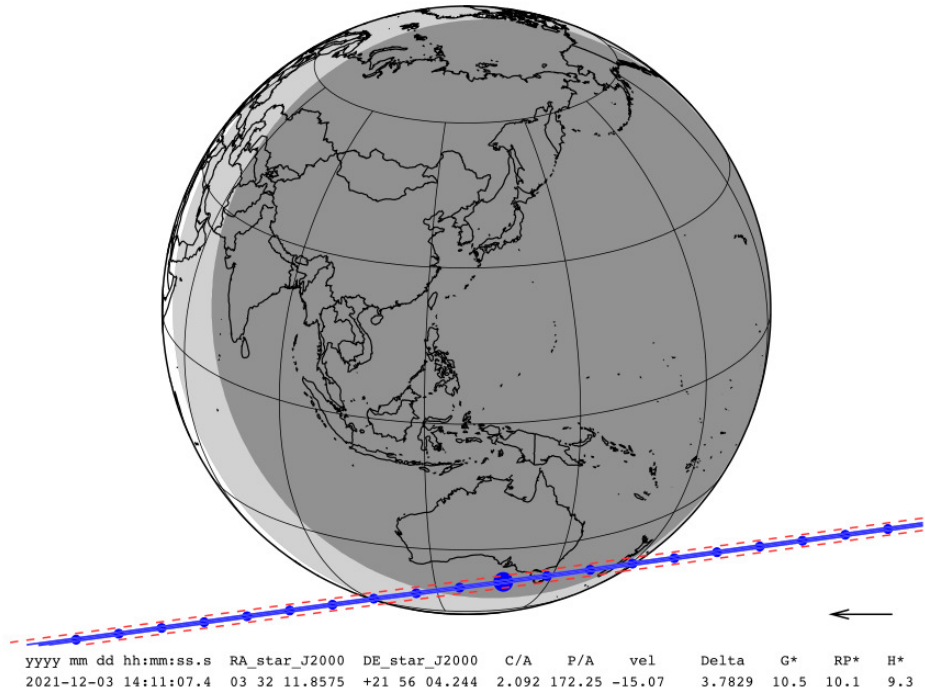 yyyy mm dd hh:mm:ss.s RA_star_J2000 DE_star_J2000 C/A P/A vel Delta G* RP* H*
2021-12-03 14:11:07.4 03 32 11.8575 +21 56 04.244 2.092 172.25 -15.07 3.7829 10.5 10.1 9.3